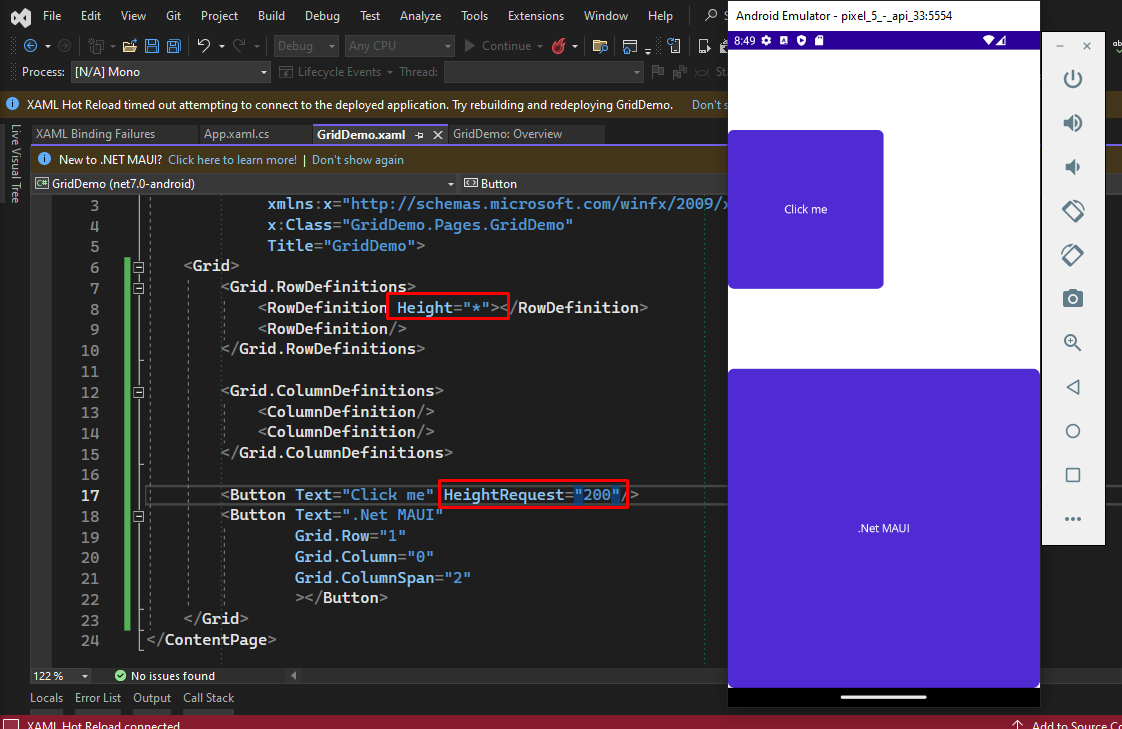 File Edit View Git Project Build Debug Test Analyze Tools Extensions Window Help
Debug Any CPU Continue
Process: [N/A] Mono Lifecycle Events Thread:
XAML Hot Reload timed out attempting to connect to the deployed application. Try rebuilding and redeploying GridDemo. Don't s
Live Visual Tree
XAML Binding Failures App.xaml.cs GridDemo.xaml GridDemo: Overview
New to .NET MAUI? Click here to learn more! | Don't show again
C# GridDemo (net7.0-android) Button
3 xmlns:x="http://schemas.microsoft.com/winfx/2009/x
4 x:Class="GridDemo.Pages.GridDemo"
5 Title="GridDemo">
6 <Grid>
7 <Grid.RowDefinitions>
8 <RowDefinition Height="*"></RowDefinition>
9 <RowDefinition/>
10 </Grid.RowDefinitions>
11
12 <Grid.ColumnDefinitions>
13 <ColumnDefinition/>
14 <ColumnDefinition/>
15 </Grid.ColumnDefinitions>
16
17 <Button Text="Click me" HeightRequest="200"/>
18 <Button Text=".Net MAUI"
19 Grid.Row="1"
20 Grid.Column="0"
21 Grid.ColumnSpan="2"
22 ></Button>
23 </Grid>
24 </ContentPage>
122 % No issues found
Locals Error List Output Call Stack
XAML Hot Reload connected
Add to Source Co
Android Emulator - pixel_5_-_api_33:5554
8:49
Click me
.Net MAUI